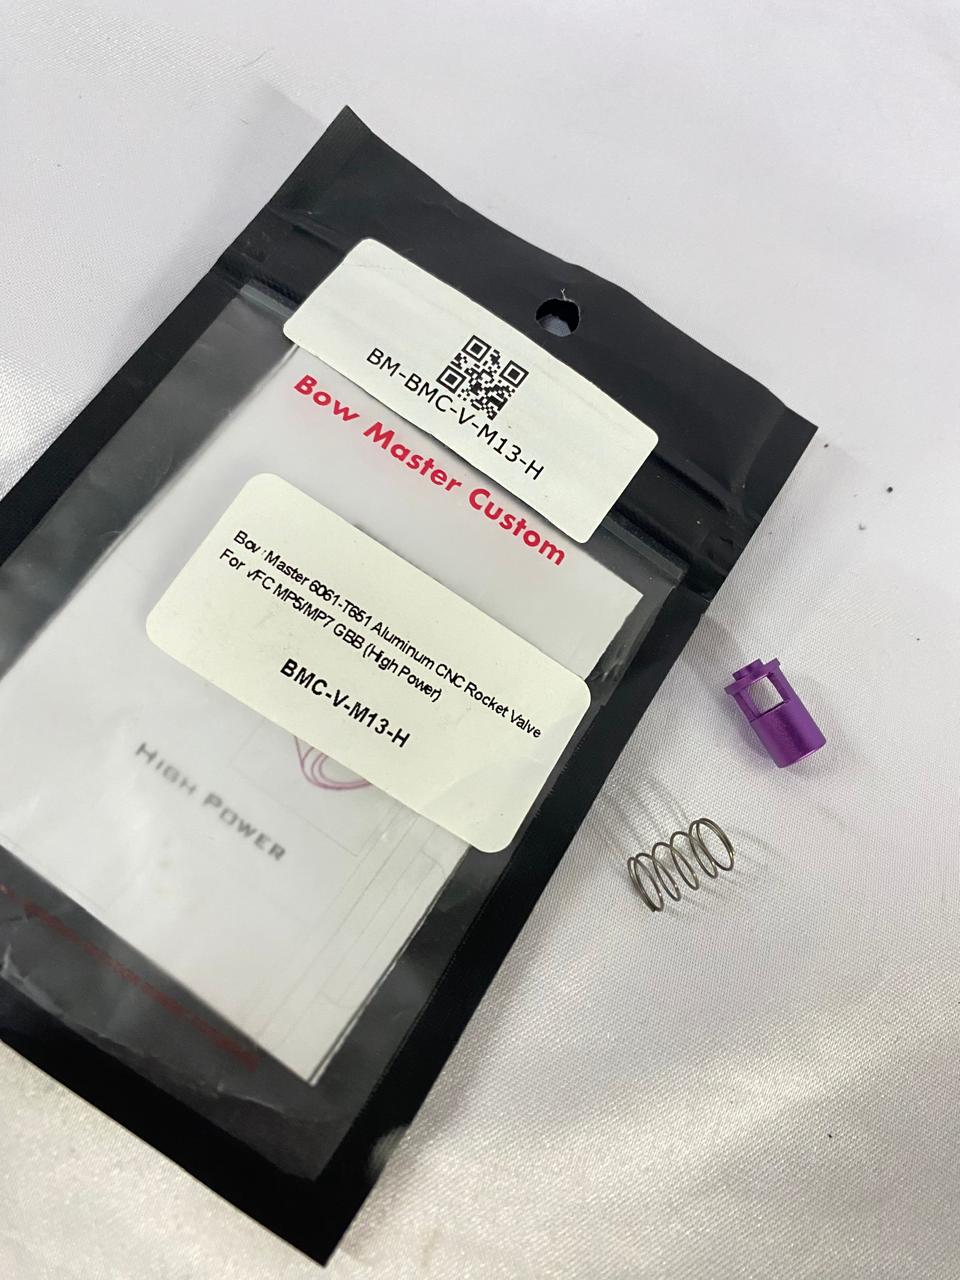 BM-BMC-V-M13-H
Bow Master Custom
Bow Master 6061-T651 Aluminum CNC Rocket Valve
For VFC MP5/MP7 GBB (High Power)
BMC-V-M13-H
HIGH POWER